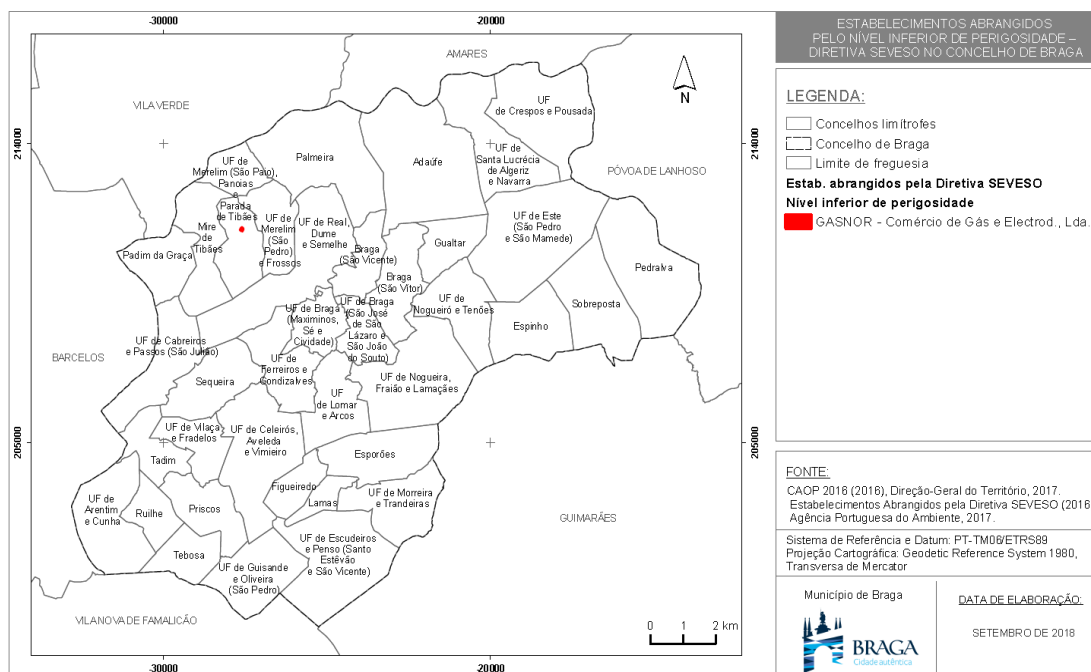 -30000
-20000
AMARES
VILA VERDE
214000
214000
N
UF
de Crespos e Pousada
Palmeira
Adaúfe
UF de
Santa Lucrécia
de Algeriz
e Navarra
PÓVOA DE LANHOSO
UF de
Merelim (São Paio),
Panoias
e
Parada
de Tibães
Mire
de
Tibães
UF de
Merelim
(São
Pedro)
e Frossos
UF de Real,
Dume
e Semelhe
Braga
(São Vicente)
Gualtar
UF de Este
(São Pedro
e São Mamede)
Padim da Graça
Pedralva
Braga
(São Vítor)
UF de
Nogueiró e Tenões
Sobreposta
Espinho
UF de Braga
(Maximinos,
Sé e
Cividade)
UF de Braga
(São José
de São
Lázaro e
São João
do Souto)
UF de Cabreiros
e Passos (São Julião)
BARCELOS
Sequeira
UF de
Ferreiros e
Gondizalves
UF de Nogueira,
Fraião e Lamaçães
UF
de Lomar
e Arcos
205000
205000
UF de Vilaça
e Fradelos
UF de Celeirós,
Aveleda
e Vimieiro
Tadim
Esporões
UF de
Arentim
e Cunha
Ruilhe
Priscos
Figueiredo
Lamas
UF de Morreira
e Trandeiras
GUIMARÃES
Tebosa
UF de Escudeiros
e Penso (Santo
Estêvão
e São Vicente)
UF de Guisande
e Oliveira
(São Pedro)
VILA NOVA DE FAMALICÃO
0 1 2 km
-30000
-20000
ESTABELECIMENTOS ABRANGIDOS
PELO NÍVEL INFERIOR DE PERIGOSIDADE –
DIRETIVA SEVESO NO CONCELHO DE BRAGA
LEGENDA:
Concelhos limítrofes
Concelho de Braga
Limite de freguesia
Estab. abrangidos pela Diretiva SEVESO
Nível inferior de perigosidade
GASNOR - Comércio de Gás e Electrod., Lda.
FONTE:
CAOP 2016 (2016), Direção-Geral do Território, 2017.
Estabelecimentos Abrangidos pela Diretiva SEVESO (2016
Agência Portuguesa do Ambiente, 2017.
Sistema de Referência e Datum: PT-TM06/ETRS89
Projeção Cartográfica: Geodetic Reference System 1980,
Transversa de Mercator
Município de Braga
BRAGA
Cidade autêntica
DATA DE ELABORAÇÃO:
SETEMBRO DE 2018